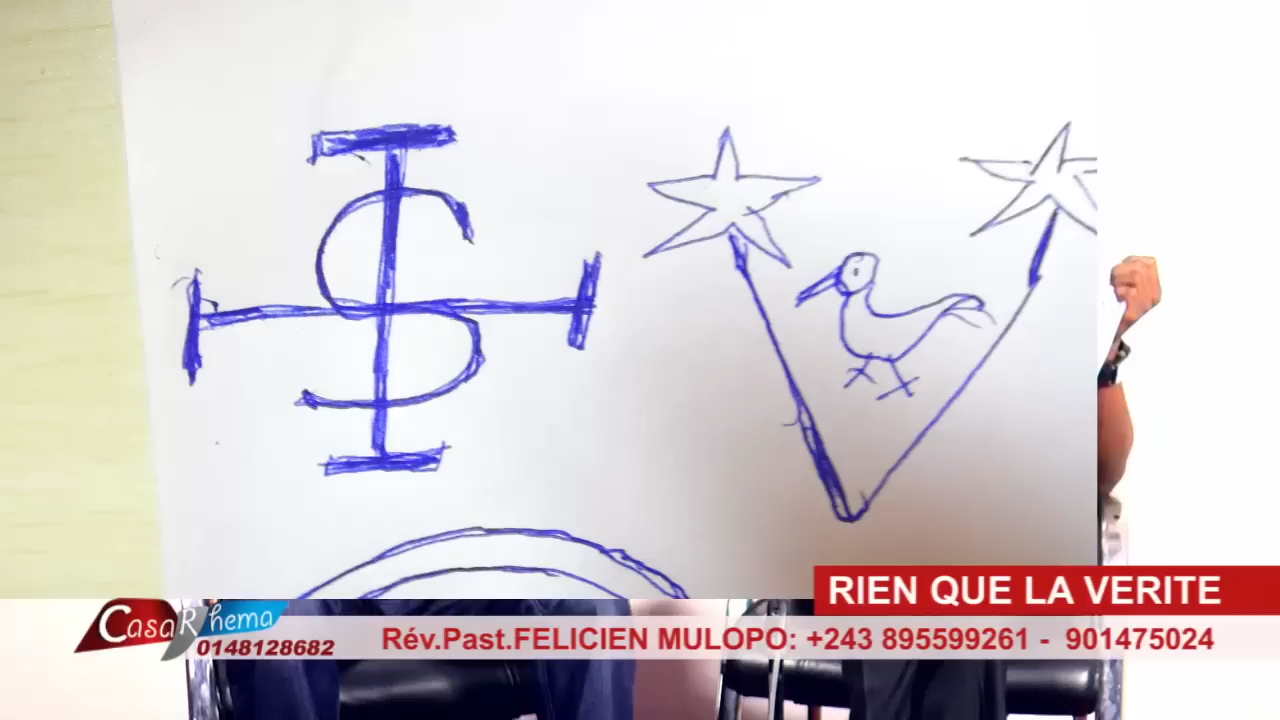 S
V
RIEN QUE LA VERITE
CasaRhema
0148128682
Rév.Past.FELICIEN MULOPO: +243 895599261 - 901475024